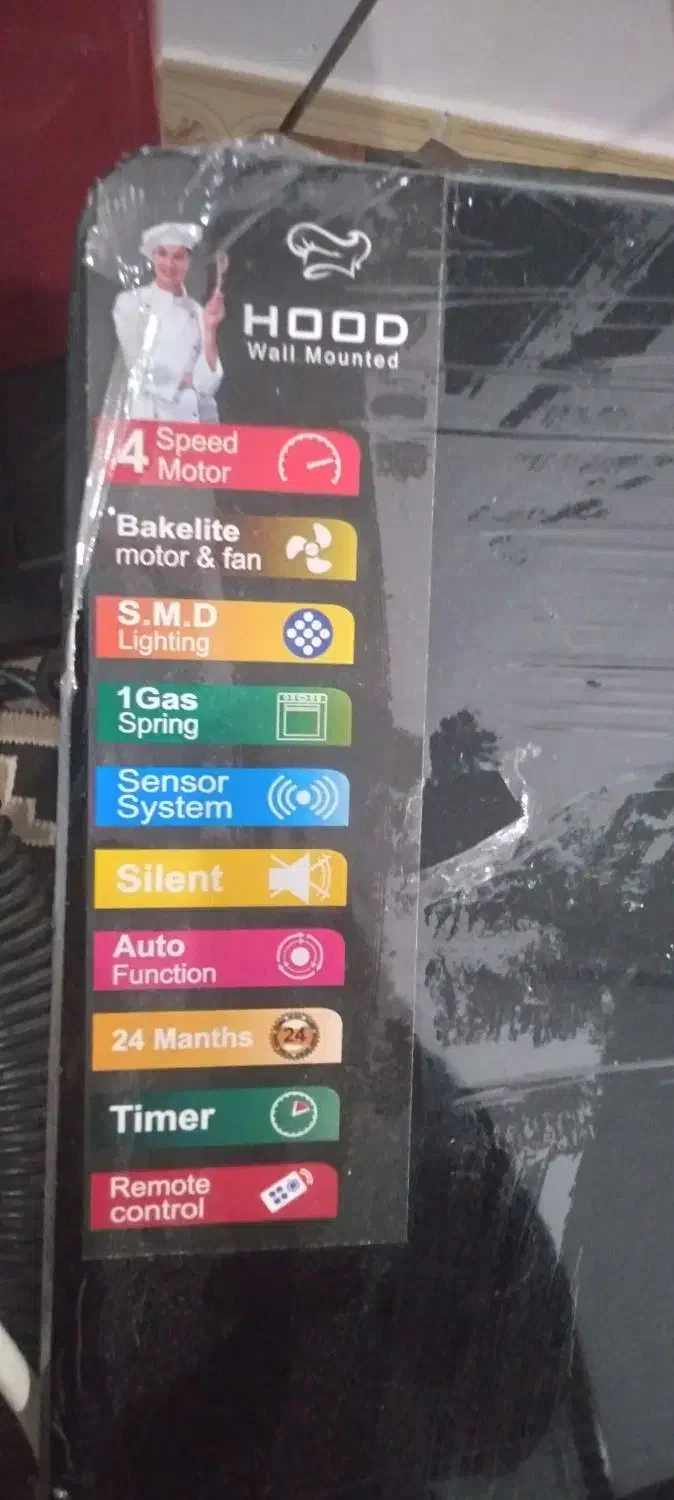 HOOD
Wall Mounted
4 Speed
Motor
Bakelite
motor & fan
S.M.D
Lighting
1Gas
Spring
Sensor
System
Silent
Auto
Function
24 Manths 24
Timer
Remote
control